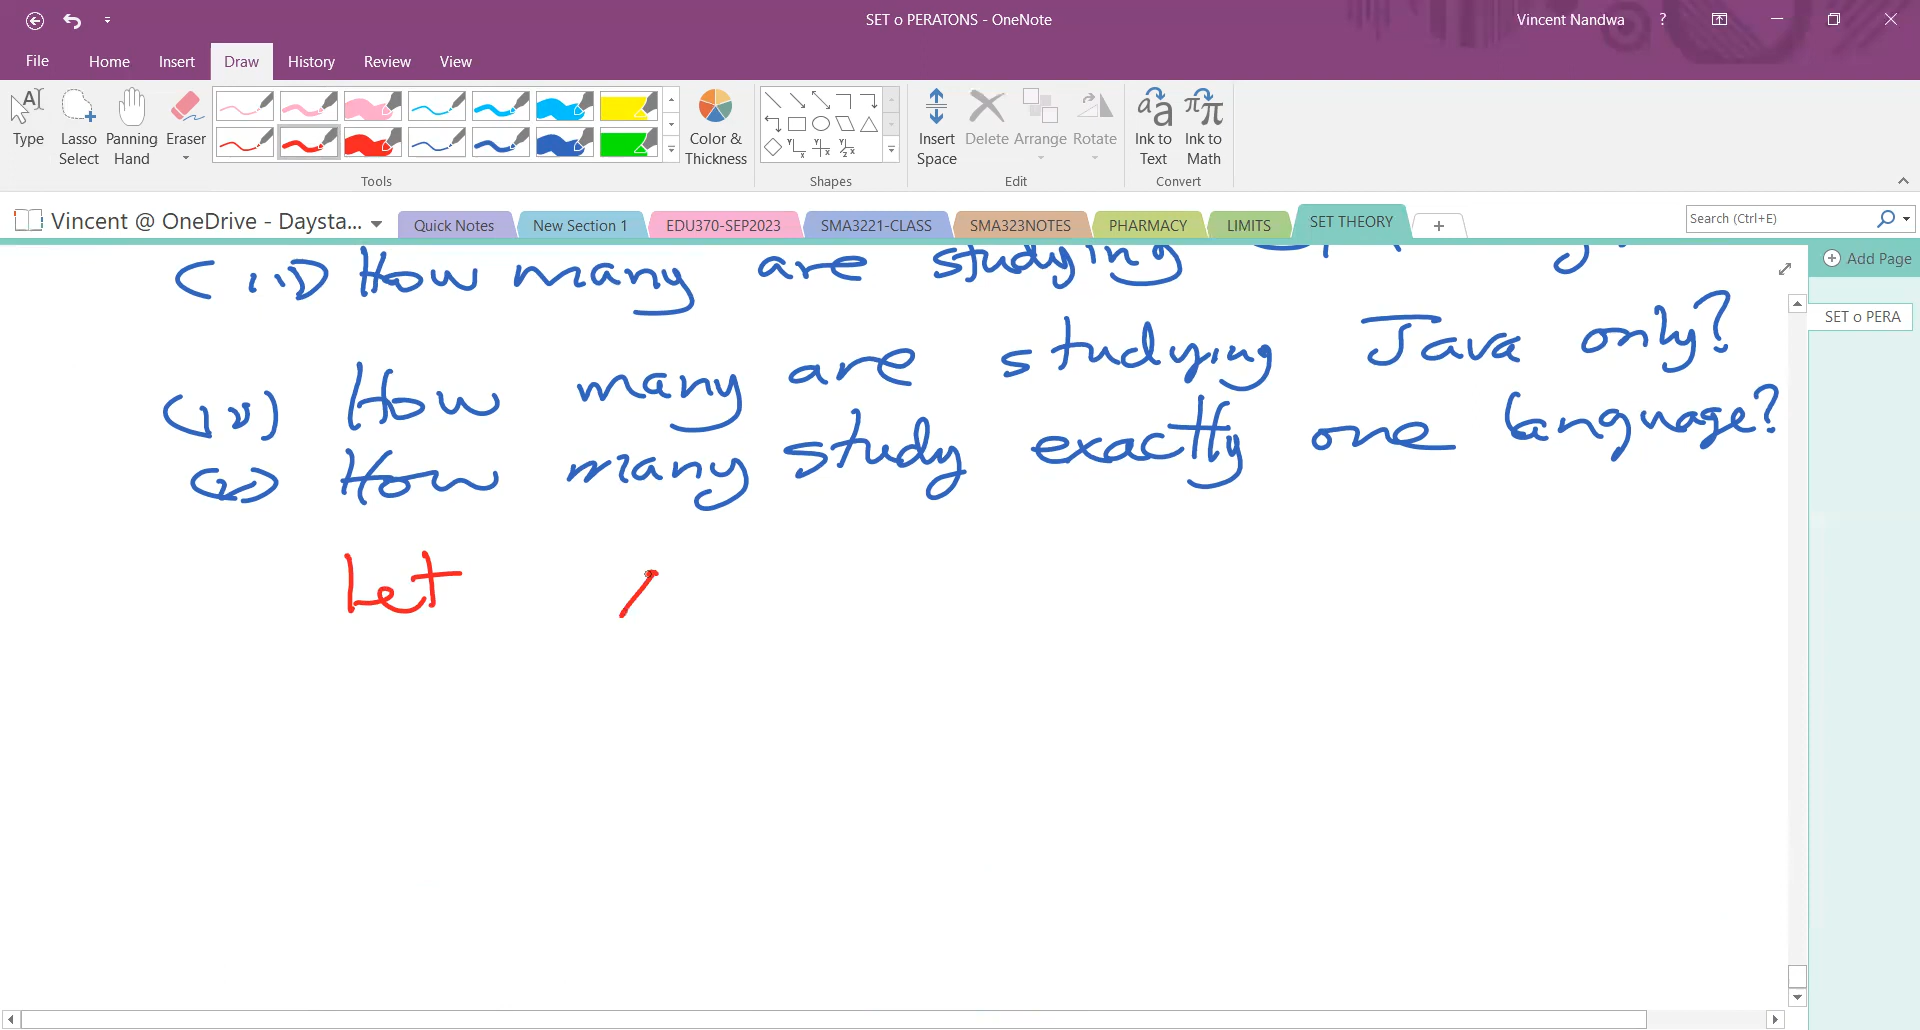 SET o PERATONS - OneNote
Vincent Nandwa
?
File
Home
Insert
Draw
History
Review
View
Type
Lasso Select
Panning Hand
Eraser
Color & Thickness
Insert Space
Delete
Arrange
Rotate
Ink to Text
Ink to Math
Tools
Shapes
Edit
Convert
Vincent @ OneDrive - Daysta...
Quick Notes
New Section 1
EDU370-SEP2023
SMA3221-CLASS
SMA323NOTES
PHARMACY
LIMITS
SET THEORY
Search (Ctrl+E)
Add Page
SET o PERA
(iii) How many are studying
(iv) How many are studying Java only?
(v) How many study exactly one language?
Let